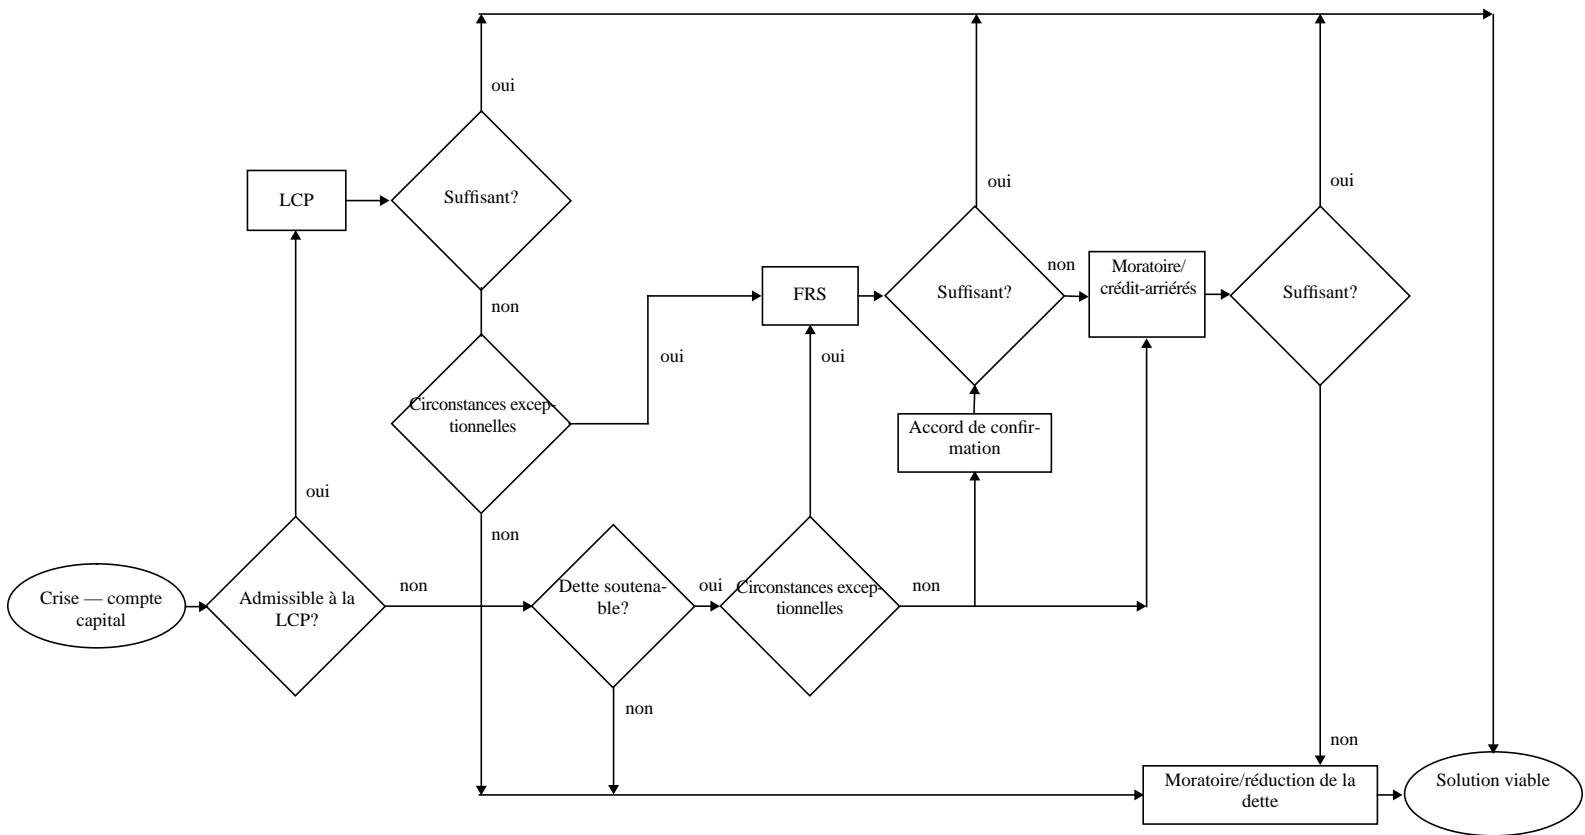 oui
LCP
Suffisant?
oui
oui
non
Moratoire/
crédit-arriérés
FRS
Suffisant?
Suffisant?
non
oui
oui
Circonstances excep-
tionnelles
Accord de confir-
mation
oui
non
non
Dette soutena-
ble?
oui
Circonstances excep-
tionnelles
non
Crise — compte
capital
Admissible à la
LCP?
non
non
Moratoire/réduction de la
dette
Solution viable